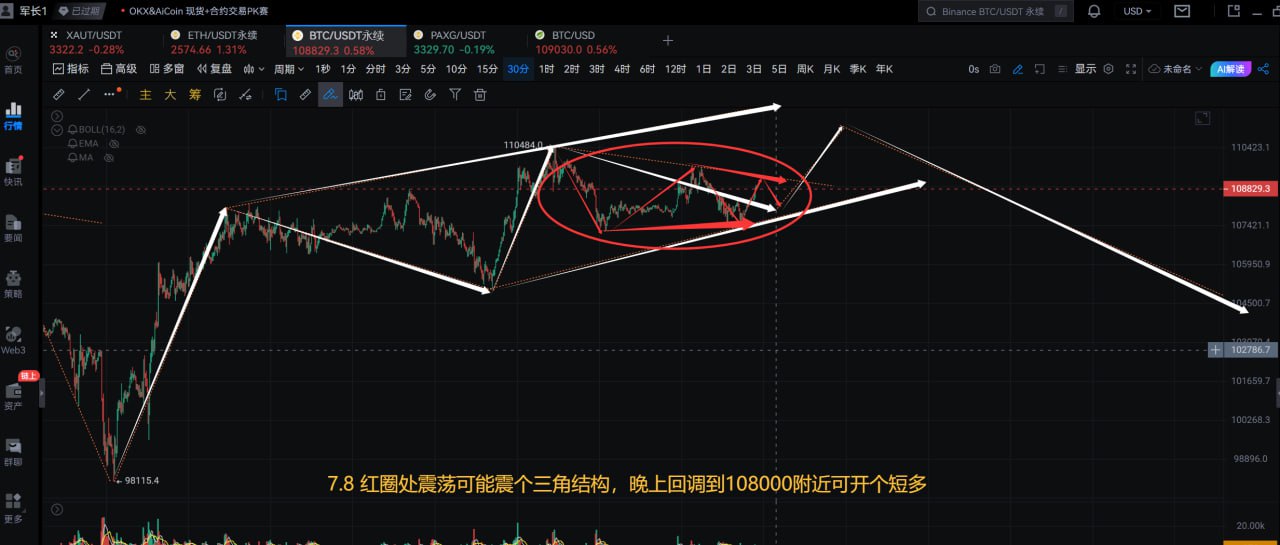 军长1 已过期 • OKX&AiCoin 现货+合约交易PK赛 Binance BTC/USDT 永续 / USD
XAUT/USDT ETH/USDT永续 BTC/USDT永续 PAXG/USDT BTC/USD
3322.2 -0.28% 2574.66 1.31% 108829.3 0.58% 3329.70 -0.19% 109030.0 0.56%
指标 高级 多窗 复盘 周期 1秒 1分 分时 3分 5分 10分 15分 30分 1时 2时 3时 4时 6时 12时 1日 2日 3日 5日 周K 月K 季K 年K 0s 显示 未命名 AI解读
主 大 筹
首页
行情
快讯
要闻
策略
Web3
链上
资产
群聊
更多
BOLL(16,2)
EMA
MA
110484.0
98115.4
110423.1
108829.3
107421.1
105950.9
104500.7
103070.4
102786.7
101659.7
100268.3
98896.0
20.00k
7.8 红圈处震荡可能震个三角结构，晚上回调到108000附近可开个短多